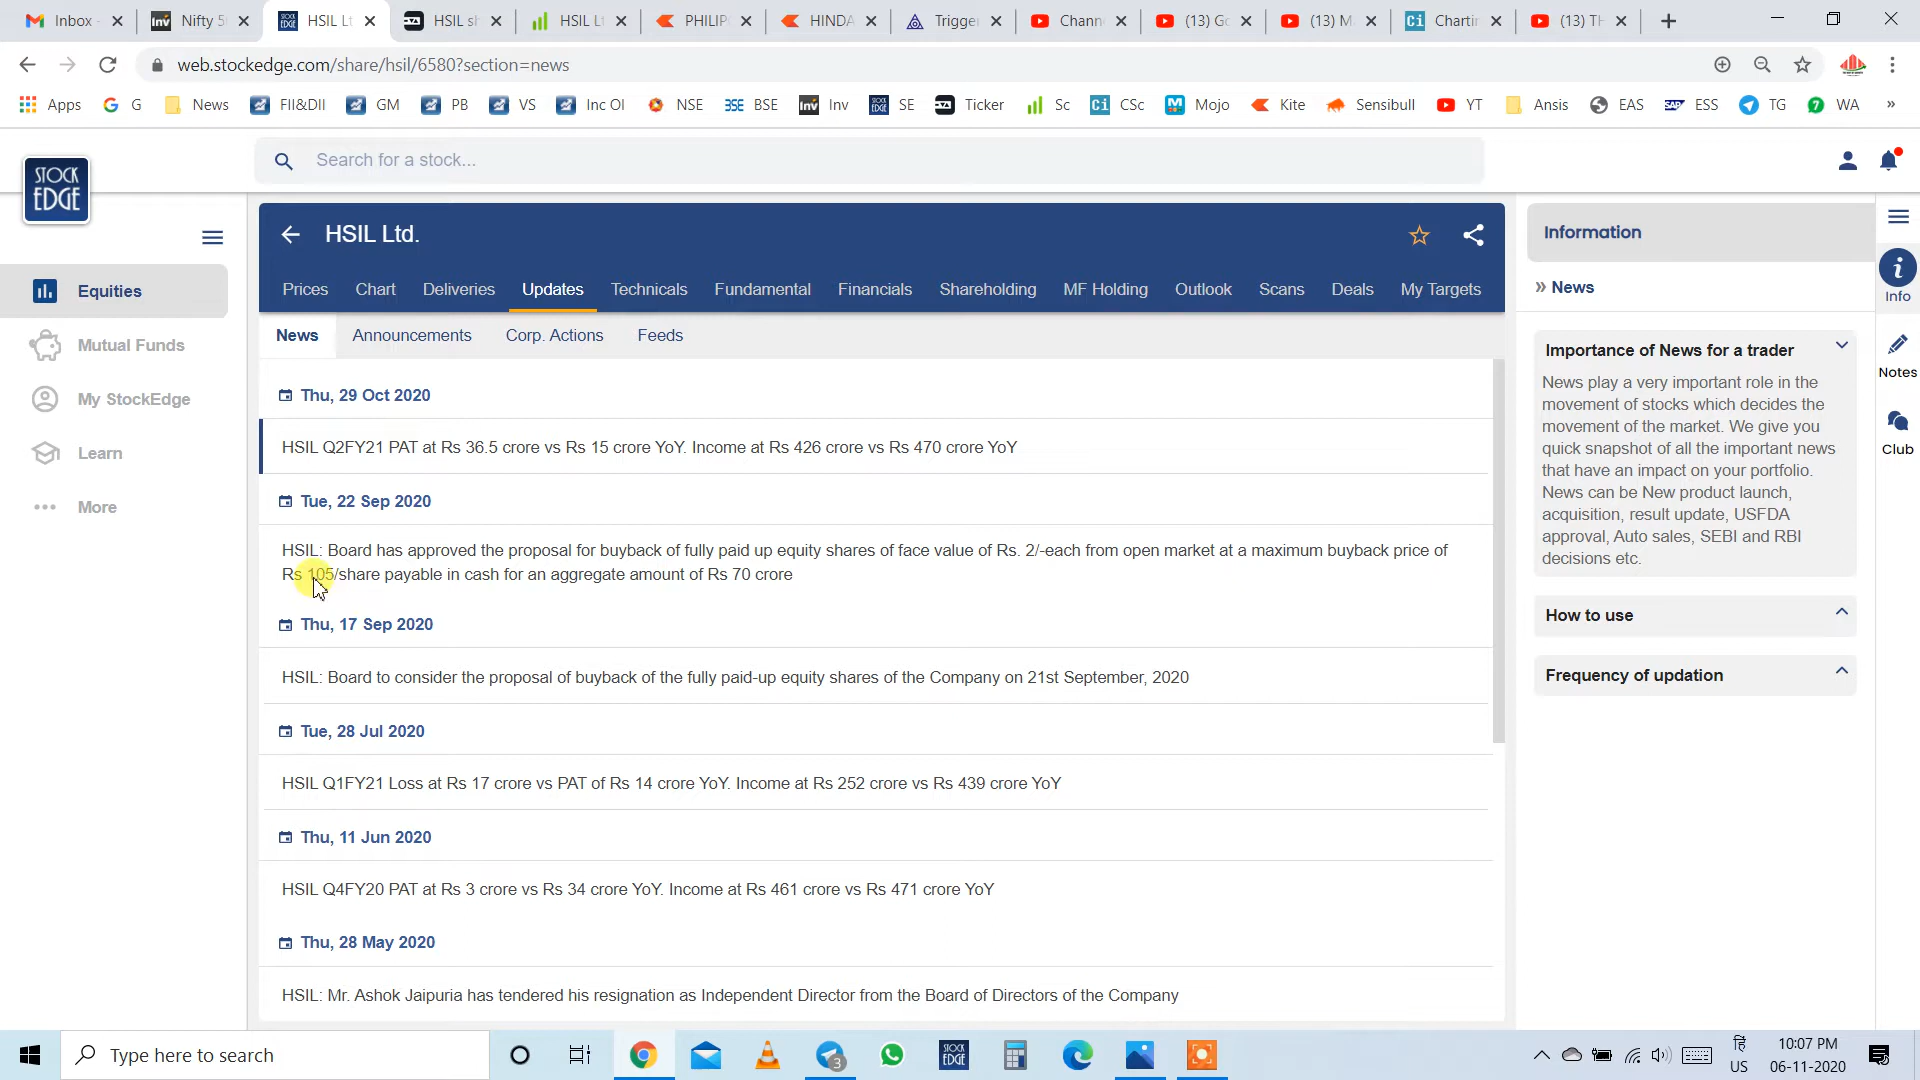 Inbox -
Nifty 5
HSIL Lt
HSIL sh
HSIL Lt
PHILIP
HINDA
Trigge
Chann
(13) Go
(13) M
Chartin
(13) TH
web.stockedge.com/share/hsil/6580?section=news
Apps
G
News
FII&DII
GM
PB
VS
Inc OI
NSE
BSE
Inv
SE
Ticker
Sc
CSc
Mojo
Kite
Sensibull
YT
Ansis
EAS
ESS
TG
WA
»
STOCK
EDGE
Search for a stock...
HSIL Ltd.
Information
Prices
Chart
Deliveries
Updates
Technicals
Fundamental
Financials
Shareholding
MF Holding
Outlook
Scans
Deals
My Targets
Equities
Mutual Funds
My StockEdge
Learn
More
News
Announcements
Corp. Actions
Feeds
Thu, 29 Oct 2020
HSIL Q2FY21 PAT at Rs 36.5 crore vs Rs 15 crore YoY. Income at Rs 426 crore vs Rs 470 crore YoY
Tue, 22 Sep 2020
HSIL: Board has approved the proposal for buyback of fully paid up equity shares of face value of Rs. 2/-each from open market at a maximum buyback price of
Rs 105/share payable in cash for an aggregate amount of Rs 70 crore
Thu, 17 Sep 2020
HSIL: Board to consider the proposal of buyback of the fully paid-up equity shares of the Company on 21st September, 2020
Tue, 28 Jul 2020
HSIL Q1FY21 Loss at Rs 17 crore vs PAT of Rs 14 crore YoY. Income at Rs 252 crore vs Rs 439 crore YoY
Thu, 11 Jun 2020
HSIL Q4FY20 PAT at Rs 3 crore vs Rs 34 crore YoY. Income at Rs 461 crore vs Rs 471 crore YoY
Thu, 28 May 2020
HSIL: Mr. Ashok Jaipuria has tendered his resignation as Independent Director from the Board of Directors of the Company
» News
Importance of News for a trader
News play a very important role in the
movement of stocks which decides the
movement of the market. We give you
quick snapshot of all the important news
that have an impact on your portfolio.
News can be New product launch,
acquisition, result update, USFDA
approval, Auto sales, SEBI and RBI
decisions etc.
How to use
Frequency of updation
Info
Notes
Club
Type here to search
3
STOCK
EDGE
हि
US
10:07 PM
06-11-2020